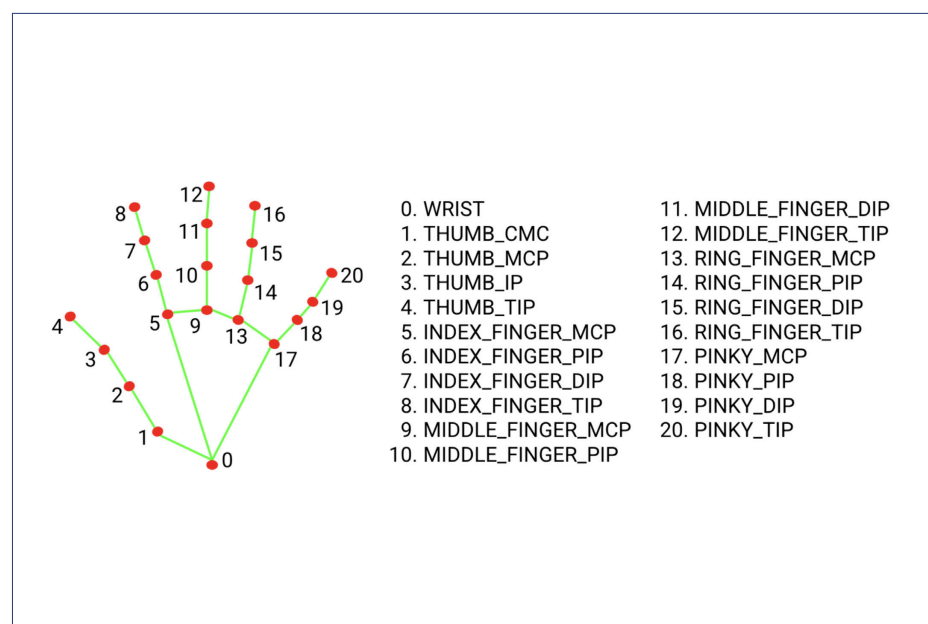 12
16
8
11
7
15
20
10
6
14
19
4
5
9
13
18
3
17
2
1
0
0. WRIST
1. THUMB_CMC
2. THUMB_MCP
3. THUMB_IP
4. THUMB_TIP
5. INDEX_FINGER_MCP
6. INDEX_FINGER_PIP
7. INDEX_FINGER_DIP
8. INDEX_FINGER_TIP
9. MIDDLE_FINGER_MCP
10. MIDDLE_FINGER_PIP
11. MIDDLE_FINGER_DIP
12. MIDDLE_FINGER_TIP
13. RING_FINGER_MCP
14. RING_FINGER_PIP
15. RING_FINGER_DIP
16. RING_FINGER_TIP
17. PINKY_MCP
18. PINKY_PIP
19. PINKY_DIP
20. PINKY_TIP